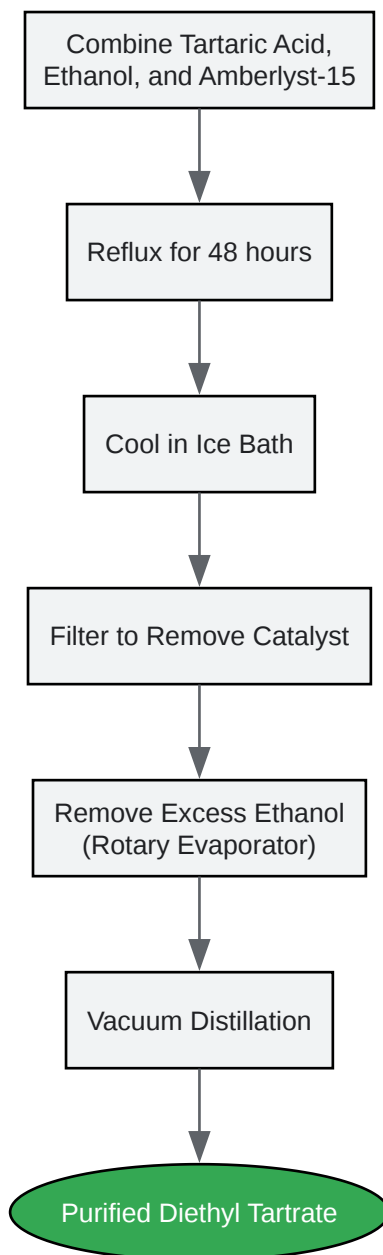 Combine Tartaric Acid,
Ethanol, and Amberlyst-15
Reflux for 48 hours
Cool in Ice Bath
Filter to Remove Catalyst
Remove Excess Ethanol
(Rotary Evaporator)
Vacuum Distillation
Purified Diethyl Tartrate